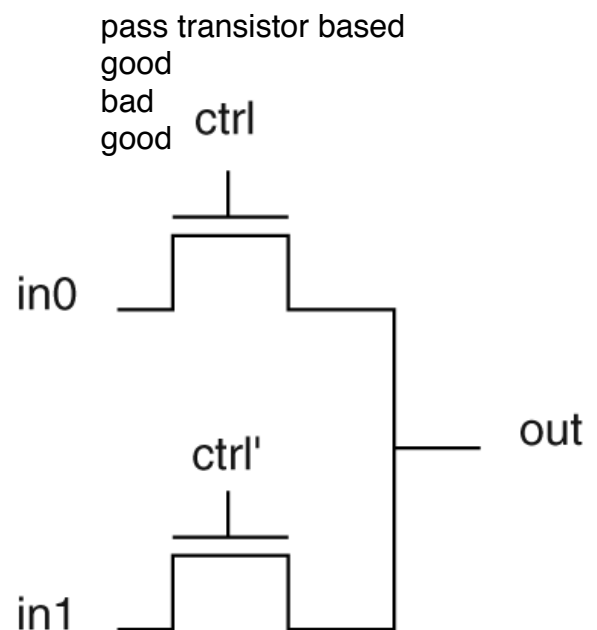 pass transistor based
good
bad
good
ctrl
in0
out
ctrl'
in1